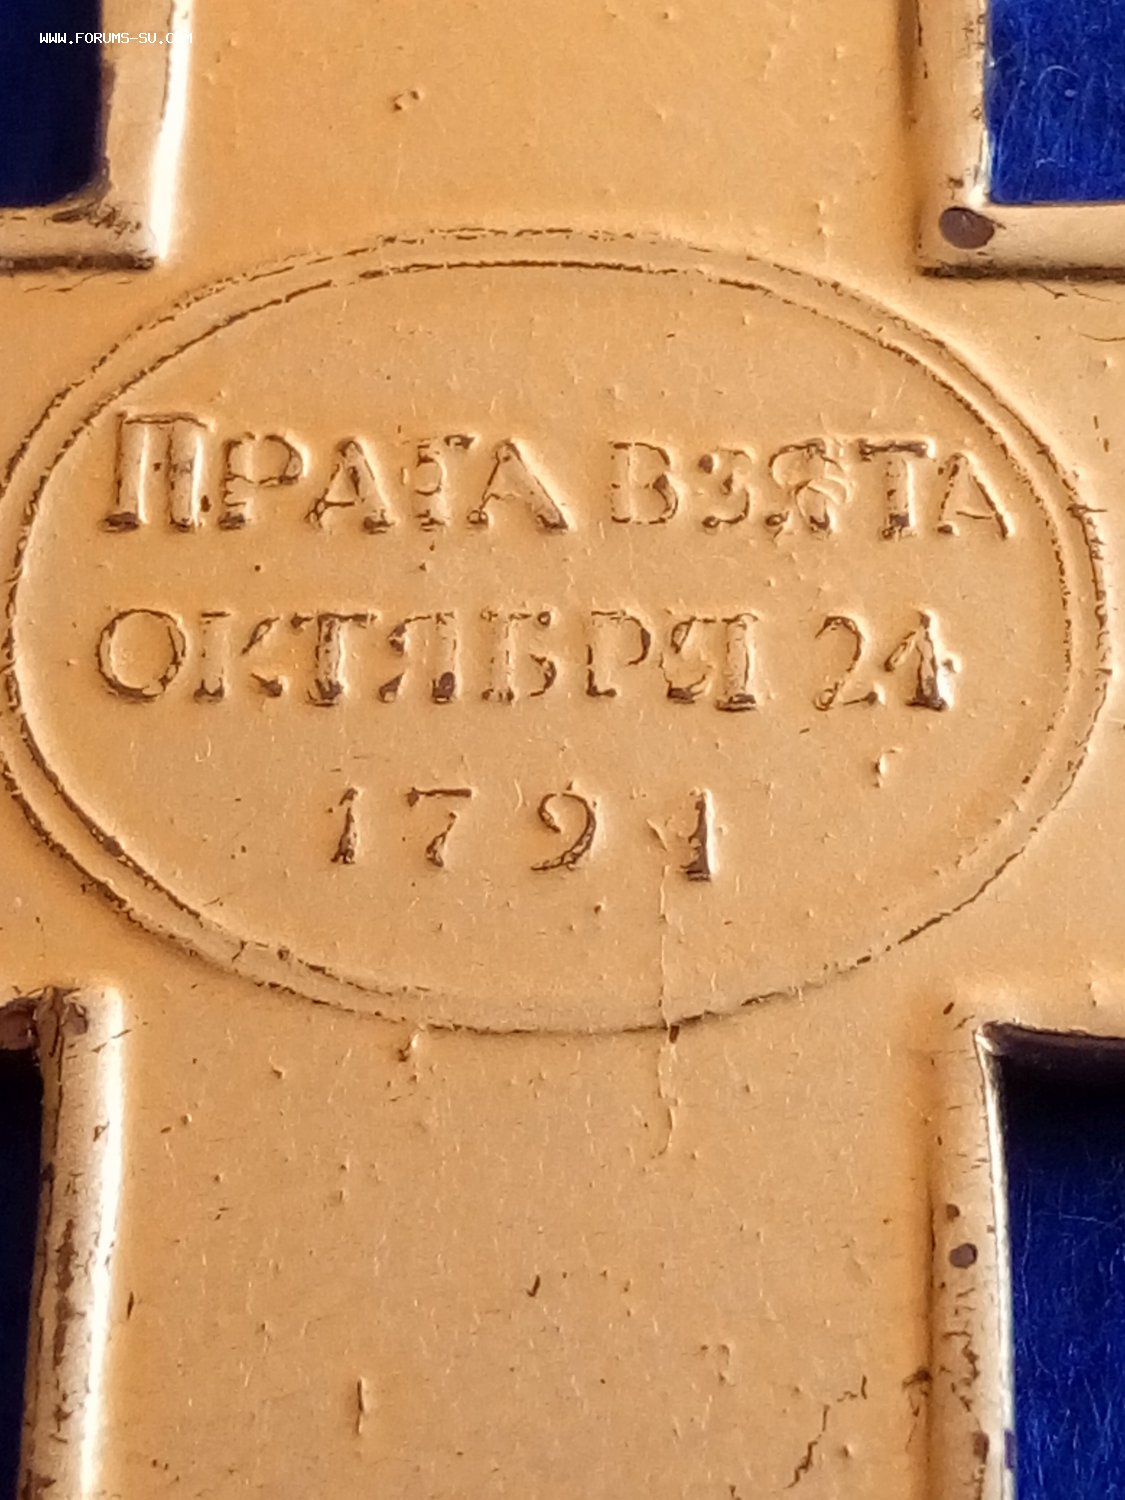 WWW.FORUMS-SU.COM
ПРАГА ВЗЯТА
ОКТЯБРЯ 24
1794